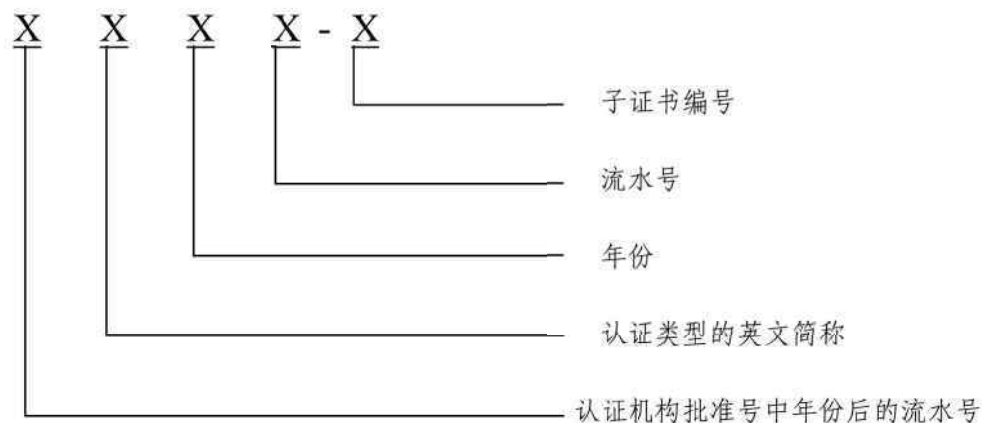 X X X X - X
子证书编号
流水号
年份
认证类型的英文简称
认证机构批准号中年份后的流水号